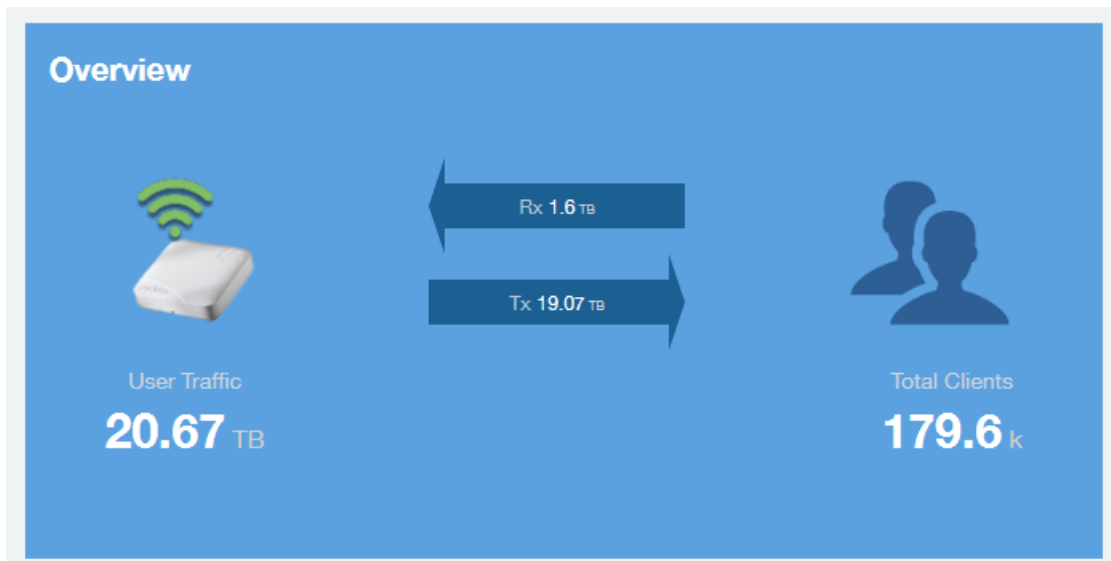 Overview
Rx 1.6 TB
Tx 19.07 TB
User Traffic
20.67 TB
Total Clients
179.6 k